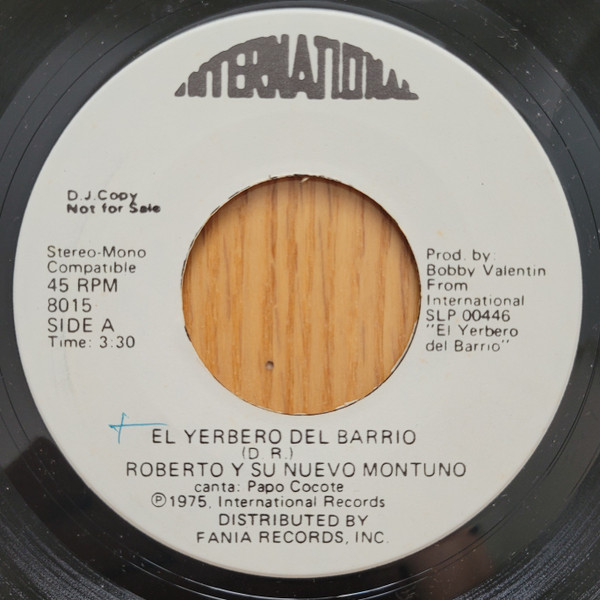 INTERNATIONAL
D.J.Copy
Not for Sale
Stereo-Mono
Compatible
45 RPM
8015
SIDE A
Time: 3:30
Prod. by:
Bobby Valentin
From
International
SLP 00446
"El Yerbero
del Barrio"
EL YERBERO DEL BARRIO
(D. R.)
ROBERTO Y SU NUEVO MONTUNO
canta: Papo Cocote
℗1975, International Records
DISTRIBUTED BY
FANIA RECORDS, INC.